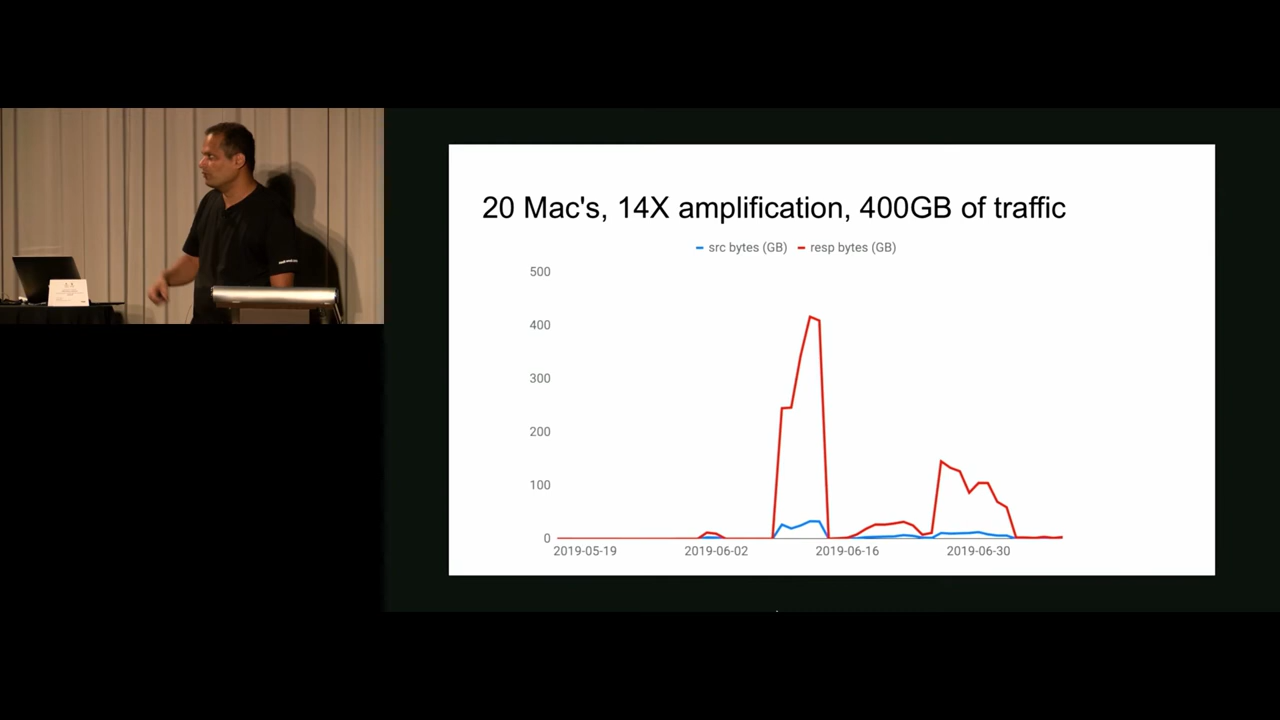 20 Mac's, 14X amplification, 400GB of traffic
src bytes (GB) resp bytes (GB)
500
400
300
200
100
0
2019-05-19 2019-06-02 2019-06-16 2019-06-30